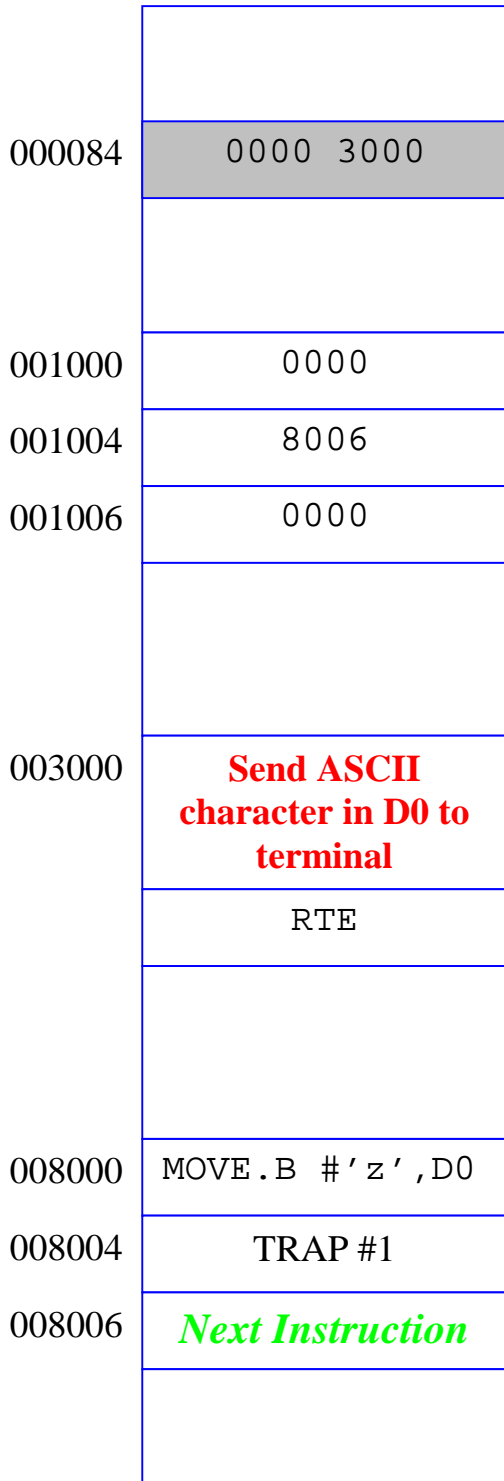 000084 0000 3000
001000 0000
001004 8006
001006 0000
003000 Send ASCII
character in D0 to
terminal
RTE
008000 MOVE.B #'z',D0
008004 TRAP #1
008006 Next Instruction